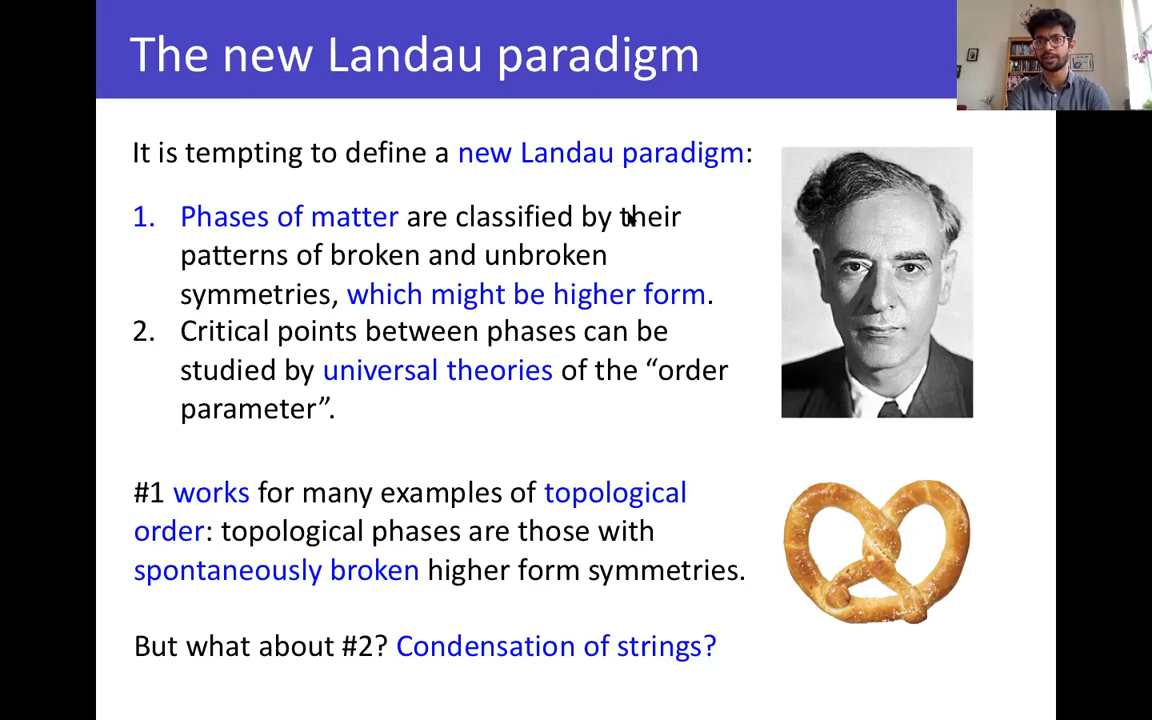 The new Landau paradigm
It is tempting to define a new Landau paradigm:
1. Phases of matter are classified by their
patterns of broken and unbroken
symmetries, which might be higher form.
2. Critical points between phases can be
studied by universal theories of the “order
parameter”.
#1 works for many examples of topological
order: topological phases are those with
spontaneously broken higher form symmetries.
But what about #2? Condensation of strings?